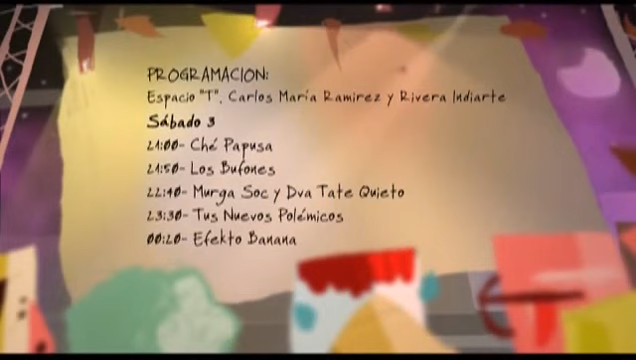 PROGRAMACION:
Espacio "T". Carlos María Ramirez y Rivera Indiarte
Sábado 3
21:00- Ché Papusa
21:50- Los Bufones
22:40- Murga Soc y Dva Tate Quieto
23:30- Tus Nuevos Polémicos
00:20- Efekto Banana